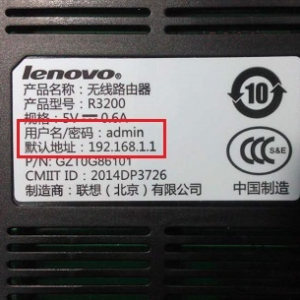 lenovo
产品名称：无线路由器
产品型号：R3200
规格：5V⎓0.6A
用户名/密码：admin
默认地址：192.168.1.1
P/N: GZT0G86101
CMIIT ID：2014DP3726
制造商：联想（北京）有限公司
10
CCC
S&E
中国制造